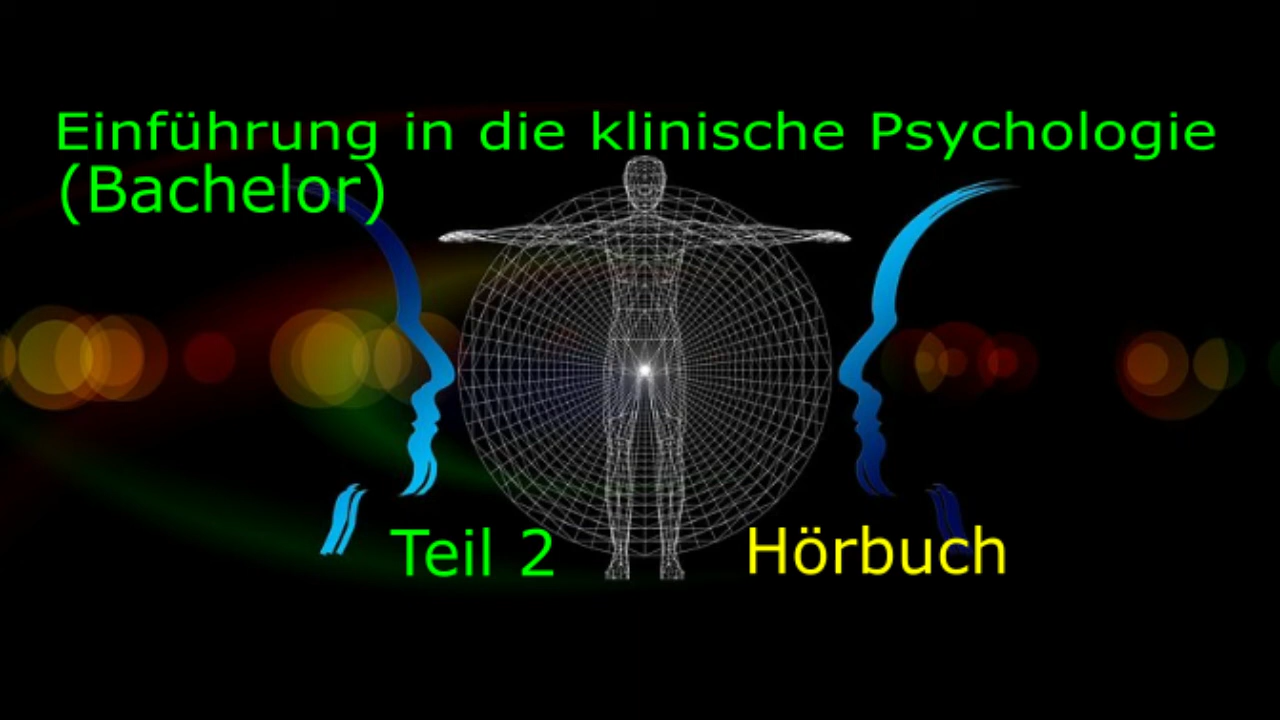 Einführung in die klinische Psychologie
(Bachelor)
Teil 2
Hörbuch